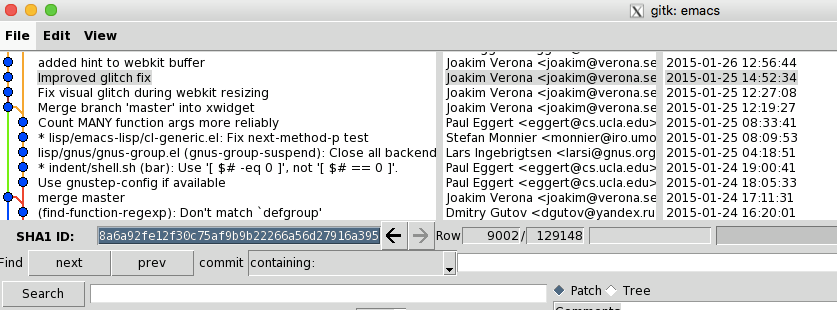 gitk: emacs
File Edit View
added hint to webkit buffer Joakim Verona <joakim@verona.se 2015-01-26 12:56:44
Improved glitch fix Joakim Verona <joakim@verona.se 2015-01-25 14:52:34
Fix visual glitch during webkit resizing Joakim Verona <joakim@verona.se 2015-01-25 12:27:08
Merge branch 'master' into xwidget Joakim Verona <joakim@verona.se 2015-01-25 12:19:27
Count MANY function args more reliably Paul Eggert <eggert@cs.ucla.edu> 2015-01-25 08:33:41
* lisp/emacs-lisp/cl-generic.el: Fix next-method-p test Stefan Monnier <monnier@iro.umo 2015-01-25 08:09:53
lisp/gnus/gnus-group.el (gnus-group-suspend): Close all backend Lars Ingebrigtsen <larsi@gnus.org 2015-01-25 04:18:51
* indent/shell.sh (bar): Use '[ $# -eq 0 ]', not '[ $# == 0 ]'. Paul Eggert <eggert@cs.ucla.edu> 2015-01-24 19:00:41
Use gnustep-config if available Paul Eggert <eggert@cs.ucla.edu> 2015-01-24 18:05:33
merge master Joakim Verona <joakim@verona.se 2015-01-24 17:11:31
(find-function-regexp): Don't match `defgroup' Dmitry Gutov <dgutov@yandex.ru 2015-01-24 16:20:01
SHA1 ID: 8a6a92fe12f30c75af9b9b22266a56d27916a395 Row 9002 / 129148
Find next prev commit containing:
Search Patch Tree
Comments